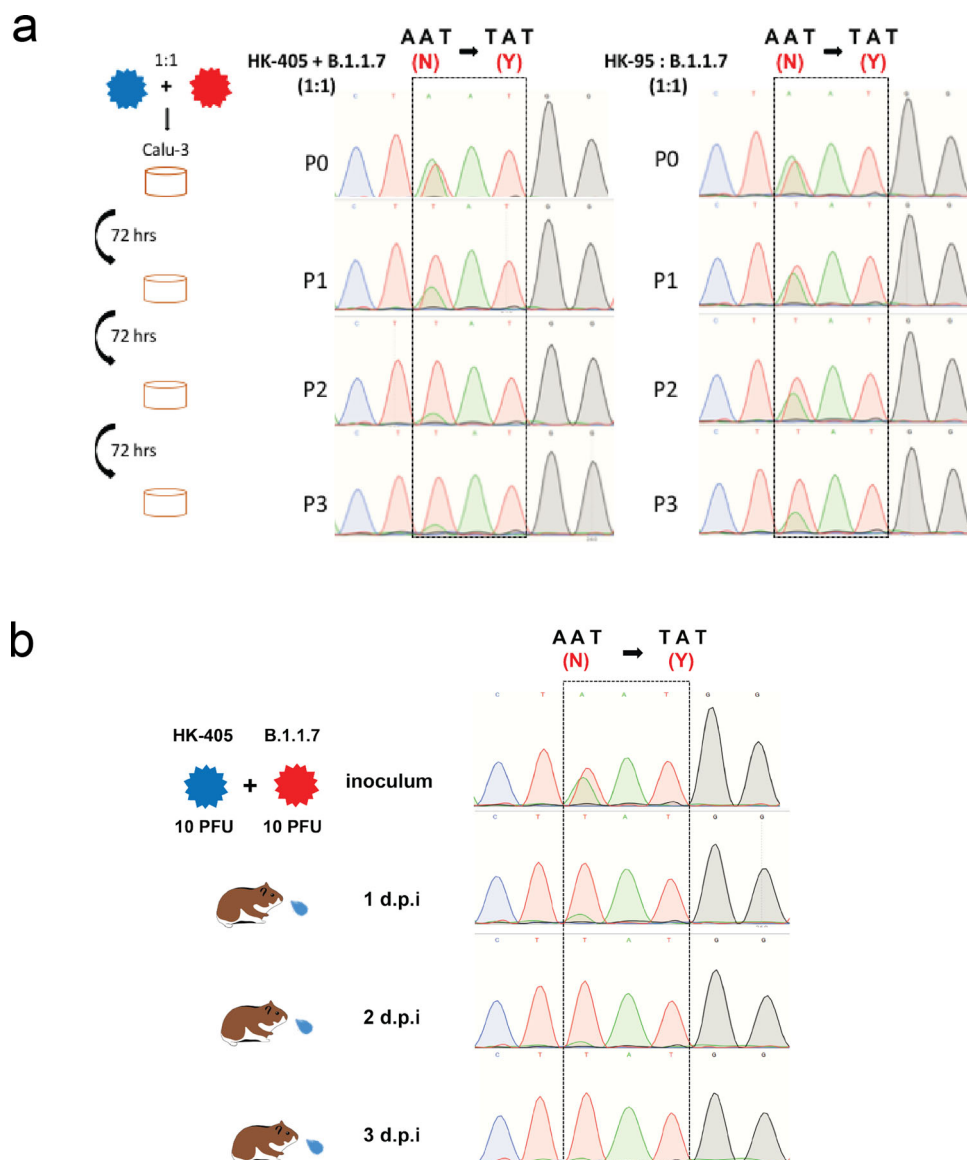 a
1:1
+
Calu-3
72 hrs
72 hrs
72 hrs
AAT → TAT
HK-405 + B.1.1.7 (N) (Y)
(1:1)
C T A A T G G
P0
C T T A T G G
P1
C T T A T G G
P2
C T T A T G G
P3
AAT → TAT
HK-95 : B.1.1.7 (N) (Y)
(1:1)
C T A A T G G
P0
C T T A T G G
P1
C T T A T G G
P2
C T T A T G G
P3
b
AAT → TAT
(N) (Y)
HK-405 B.1.1.7
+
10 PFU 10 PFU
inoculum
C T A A T G G
1 d.p.i
C T T A T G G
2 d.p.i
C T T A T G G
3 d.p.i
C T T A T G G